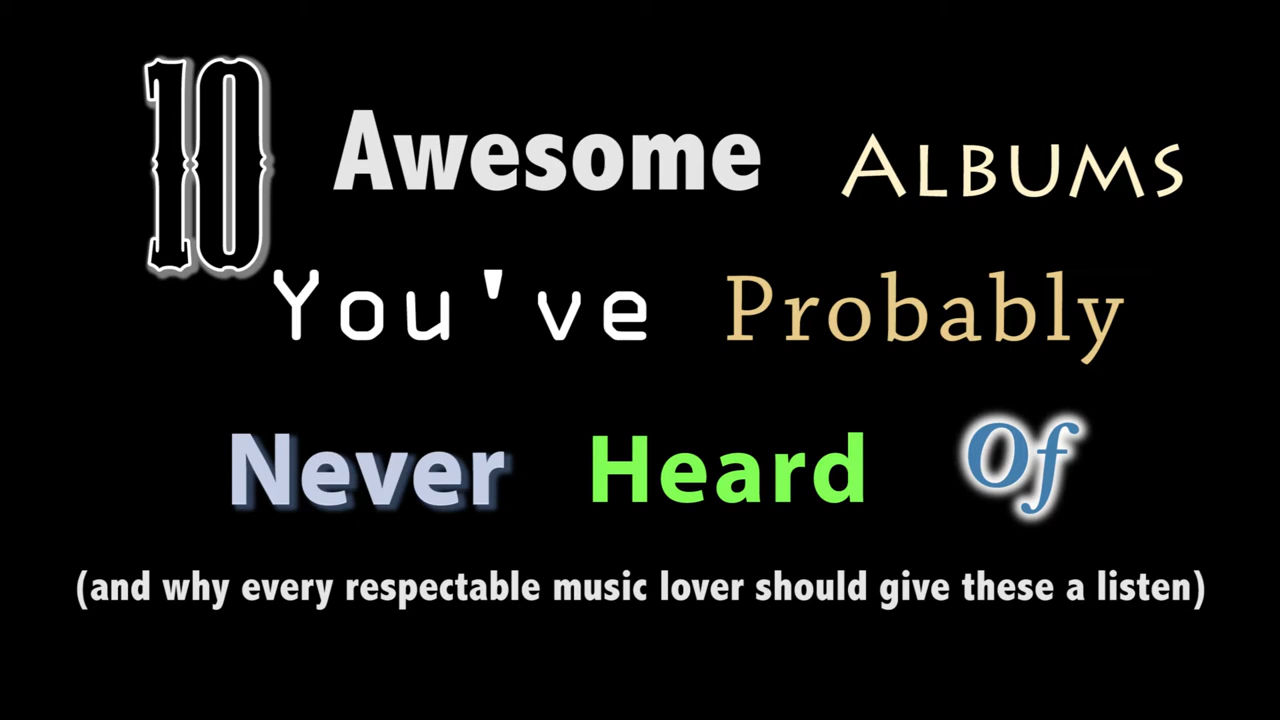 10 Awesome ALBUMS
You've Probably
Never Heard Of
(and why every respectable music lover should give these a listen)